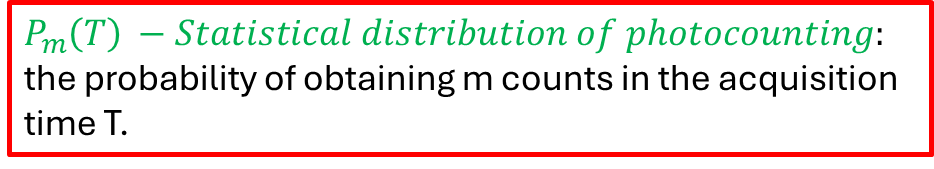 P_m(T) − Statistical distribution of photocounting:
the probability of obtaining m counts in the acquisition
time T.